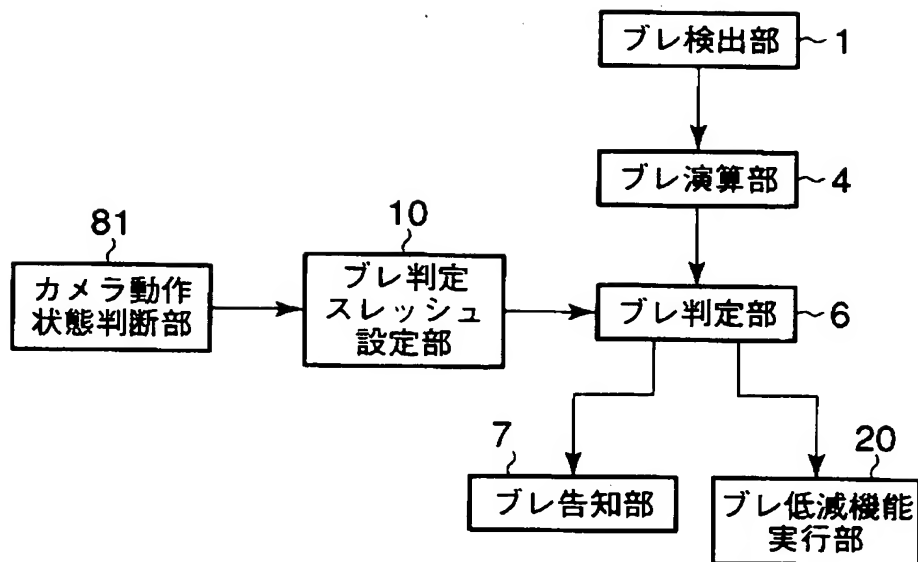 ブレ検出部
1
ブレ演算部
4
81
カメラ動作
状態判断部
10
ブレ判定
スレッシュ
設定部
ブレ判定部
6
7
ブレ告知部
20
ブレ低減機能
実行部